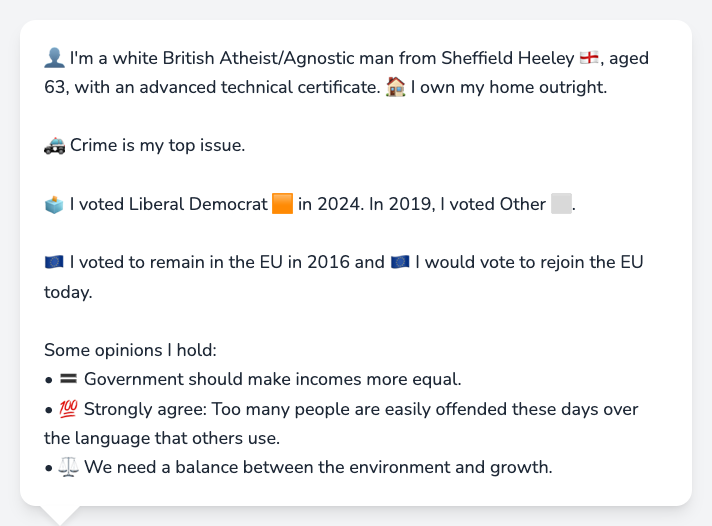 👤 I'm a white British Atheist/Agnostic man from Sheffield Heeley 🏴󠁧󠁢󠁥󠁮󠁧󠁿, aged
63, with an advanced technical certificate. 🏠 I own my home outright.
🚓 Crime is my top issue.
🗳️ I voted Liberal Democrat 🟧 in 2024. In 2019, I voted Other ⬜.
🇪🇺 I voted to remain in the EU in 2016 and 🇪🇺 I would vote to rejoin the EU
today.
Some opinions I hold:
• 🟰 Government should make incomes more equal.
• 💯 Strongly agree: Too many people are easily offended these days over
the language that others use.
• ⚖️ We need a balance between the environment and growth.